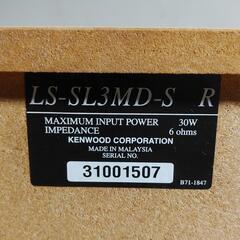 LS-SL3MD-S R
MAXIMUM INPUT POWER 30W
IMPEDANCE 6 ohms
KENWOOD CORPORATION
MADE IN MALAYSIA
SERIAL NO.
31001507
B71-1847